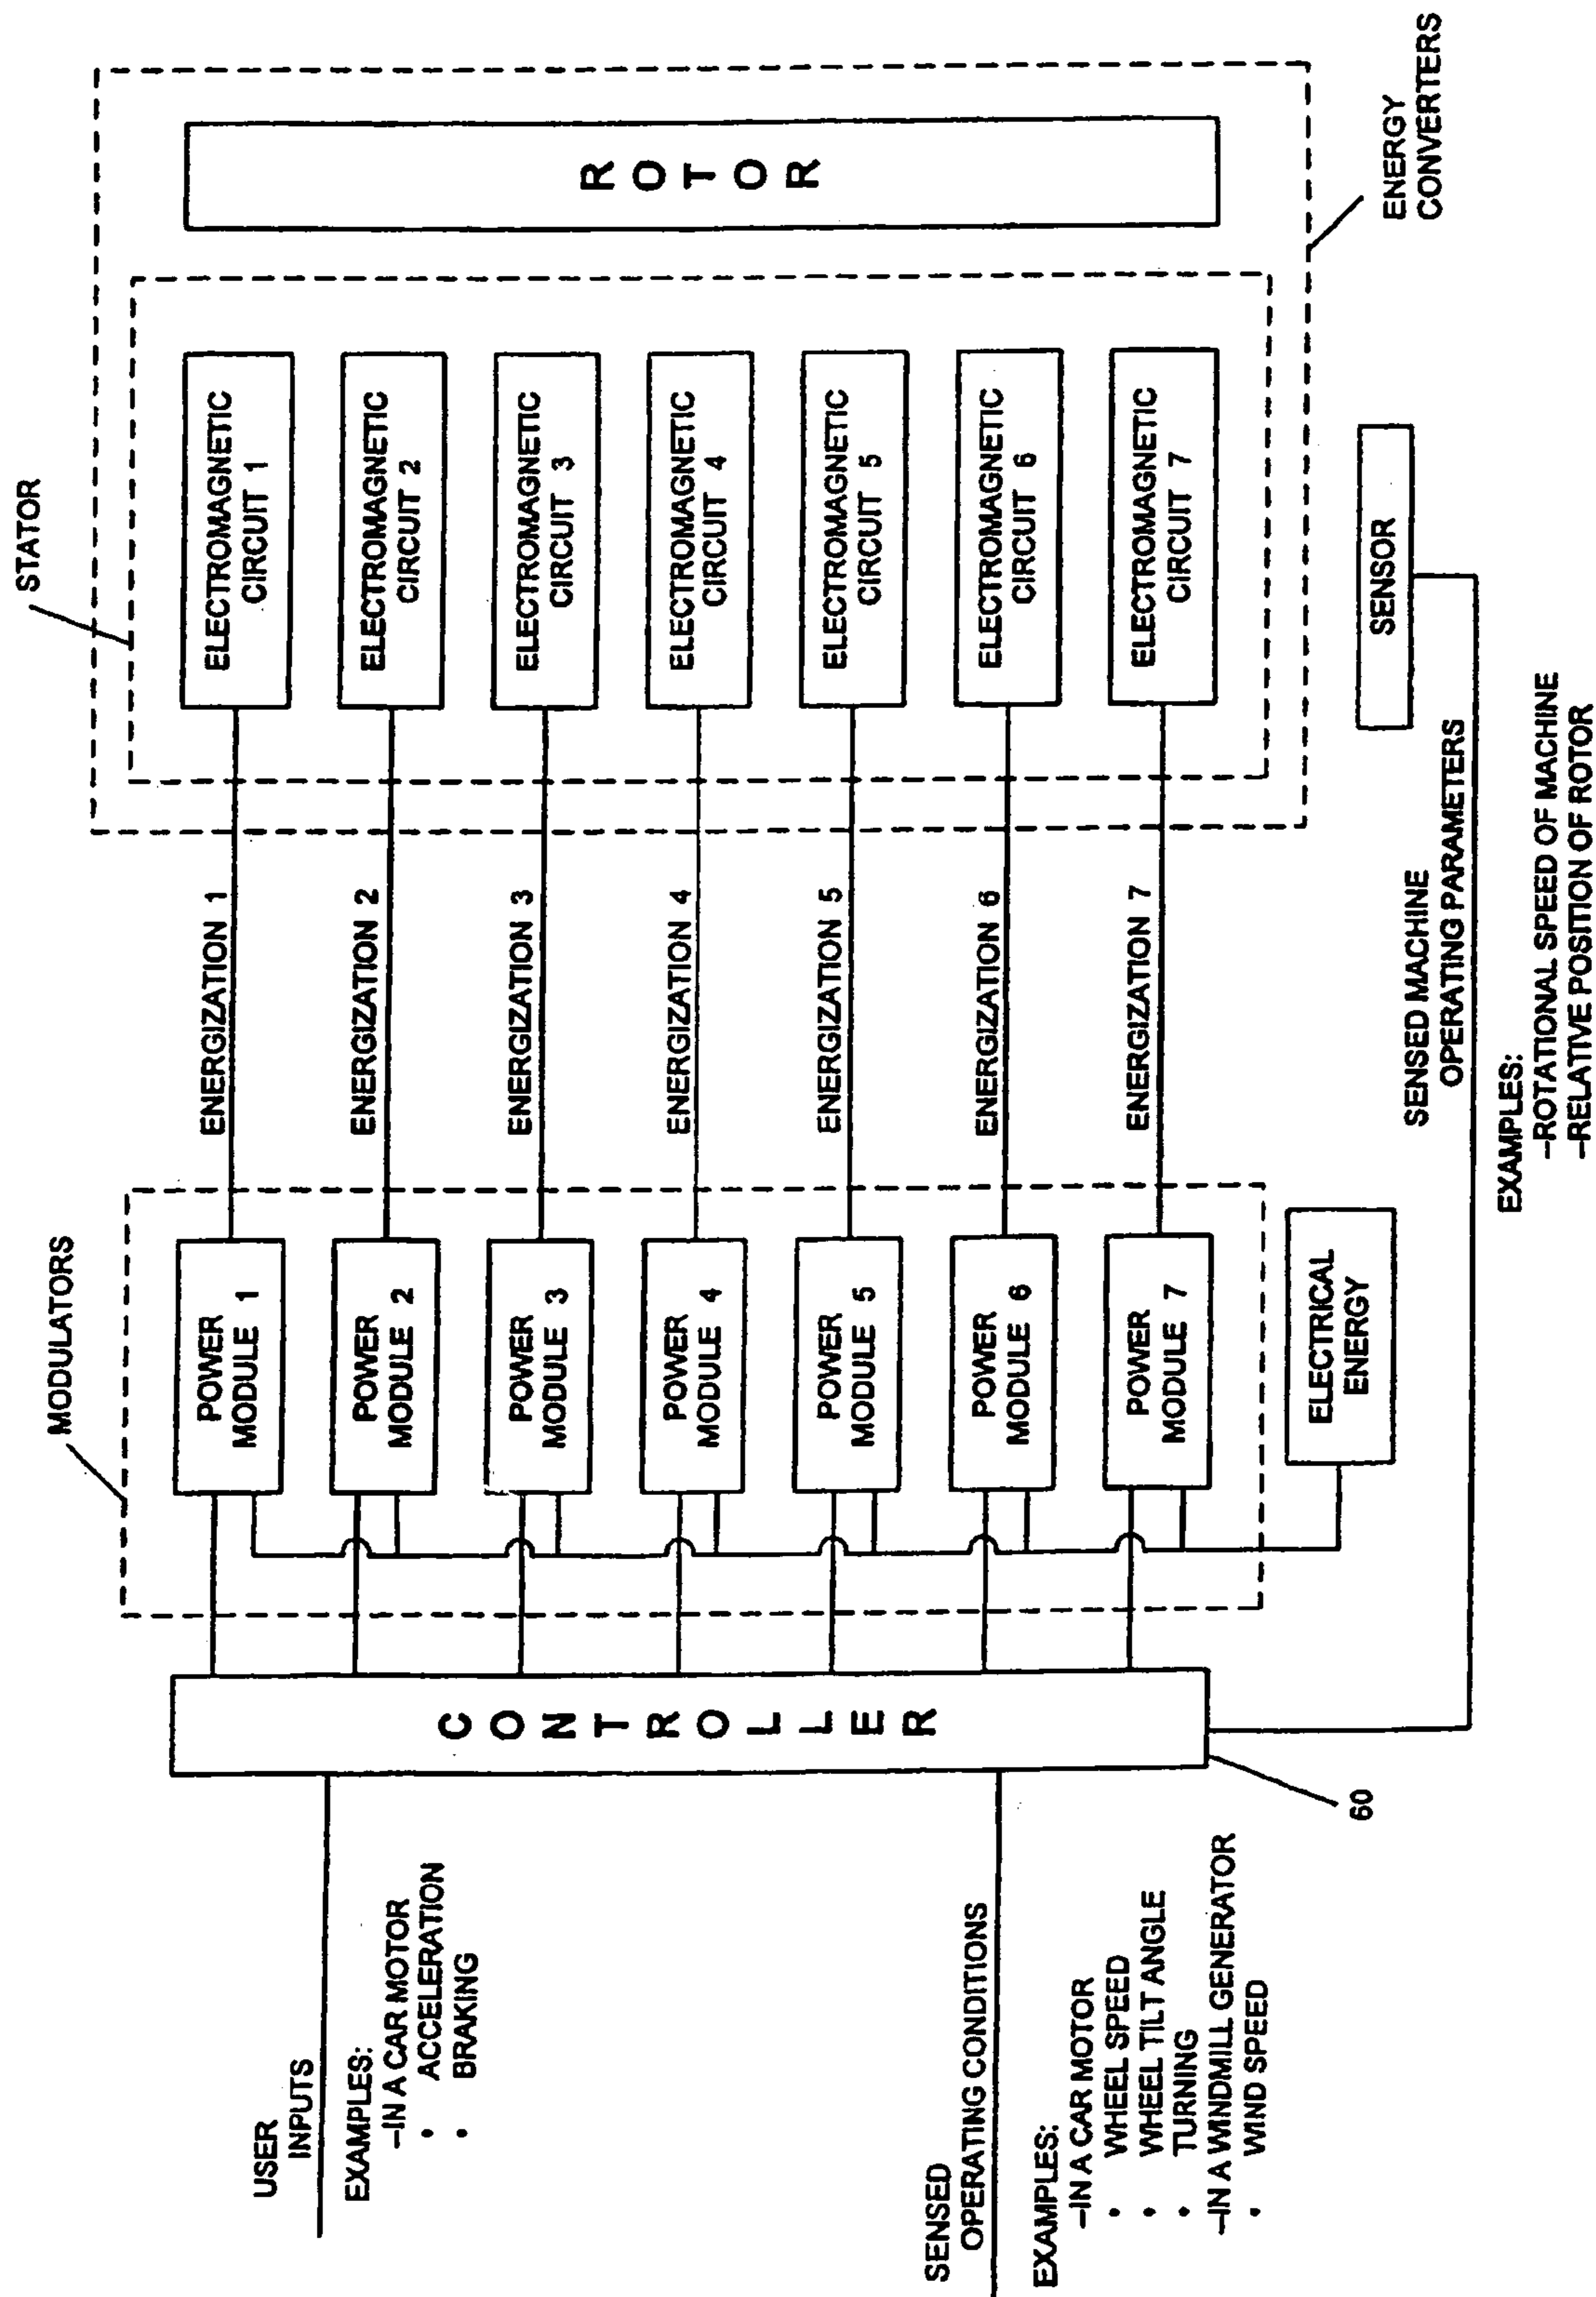 USER
INPUTS
EXAMPLES:
–IN A CAR MOTOR
• ACCELERATION
• BRAKING
SENSED
OPERATING CONDITIONS
EXAMPLES:
–IN A CAR MOTOR
• WHEEL SPEED
• WHEEL TILT ANGLE
• TURNING
–IN A WINDMILL GENERATOR
• WIND SPEED
CONTROLLER
60
MODULATORS
POWER
MODULE 1
POWER
MODULE 2
POWER
MODULE 3
POWER
MODULE 4
POWER
MODULE 5
POWER
MODULE 6
POWER
MODULE 7
ELECTRICAL
ENERGY
ENERGIZATION 1
ENERGIZATION 2
ENERGIZATION 3
ENERGIZATION 4
ENERGIZATION 5
ENERGIZATION 6
ENERGIZATION 7
STATOR
ELECTROMAGNETIC
CIRCUIT 1
ELECTROMAGNETIC
CIRCUIT 2
ELECTROMAGNETIC
CIRCUIT 3
ELECTROMAGNETIC
CIRCUIT 4
ELECTROMAGNETIC
CIRCUIT 5
ELECTROMAGNETIC
CIRCUIT 6
ELECTROMAGNETIC
CIRCUIT 7
ROTOR
ENERGY
CONVERTERS
SENSOR
SENSED MACHINE
OPERATING PARAMETERS
EXAMPLES:
–ROTATIONAL SPEED OF MACHINE
–RELATIVE POSITION OF ROTOR